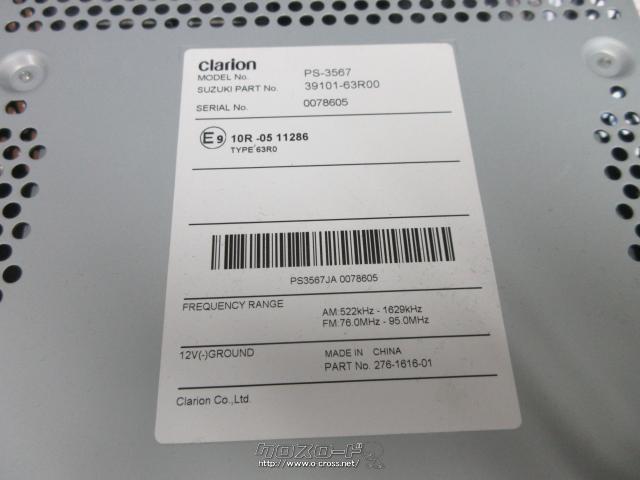 clarion
MODEL No. PS-3567
SUZUKI PART No. 39101-63R00
SERIAL No. 0078605
E9 10R -05 11286
TYPE 63R0
PS3567JA 0078605
FREQUENCY RANGE AM:522kHz - 1629kHz
FM:76.0MHz - 95.0MHz
12V(-)GROUND MADE IN CHINA
PART No. 276-1616-01
Clarion Co.,Ltd.
クロスロード
http://www.o-cross.net/